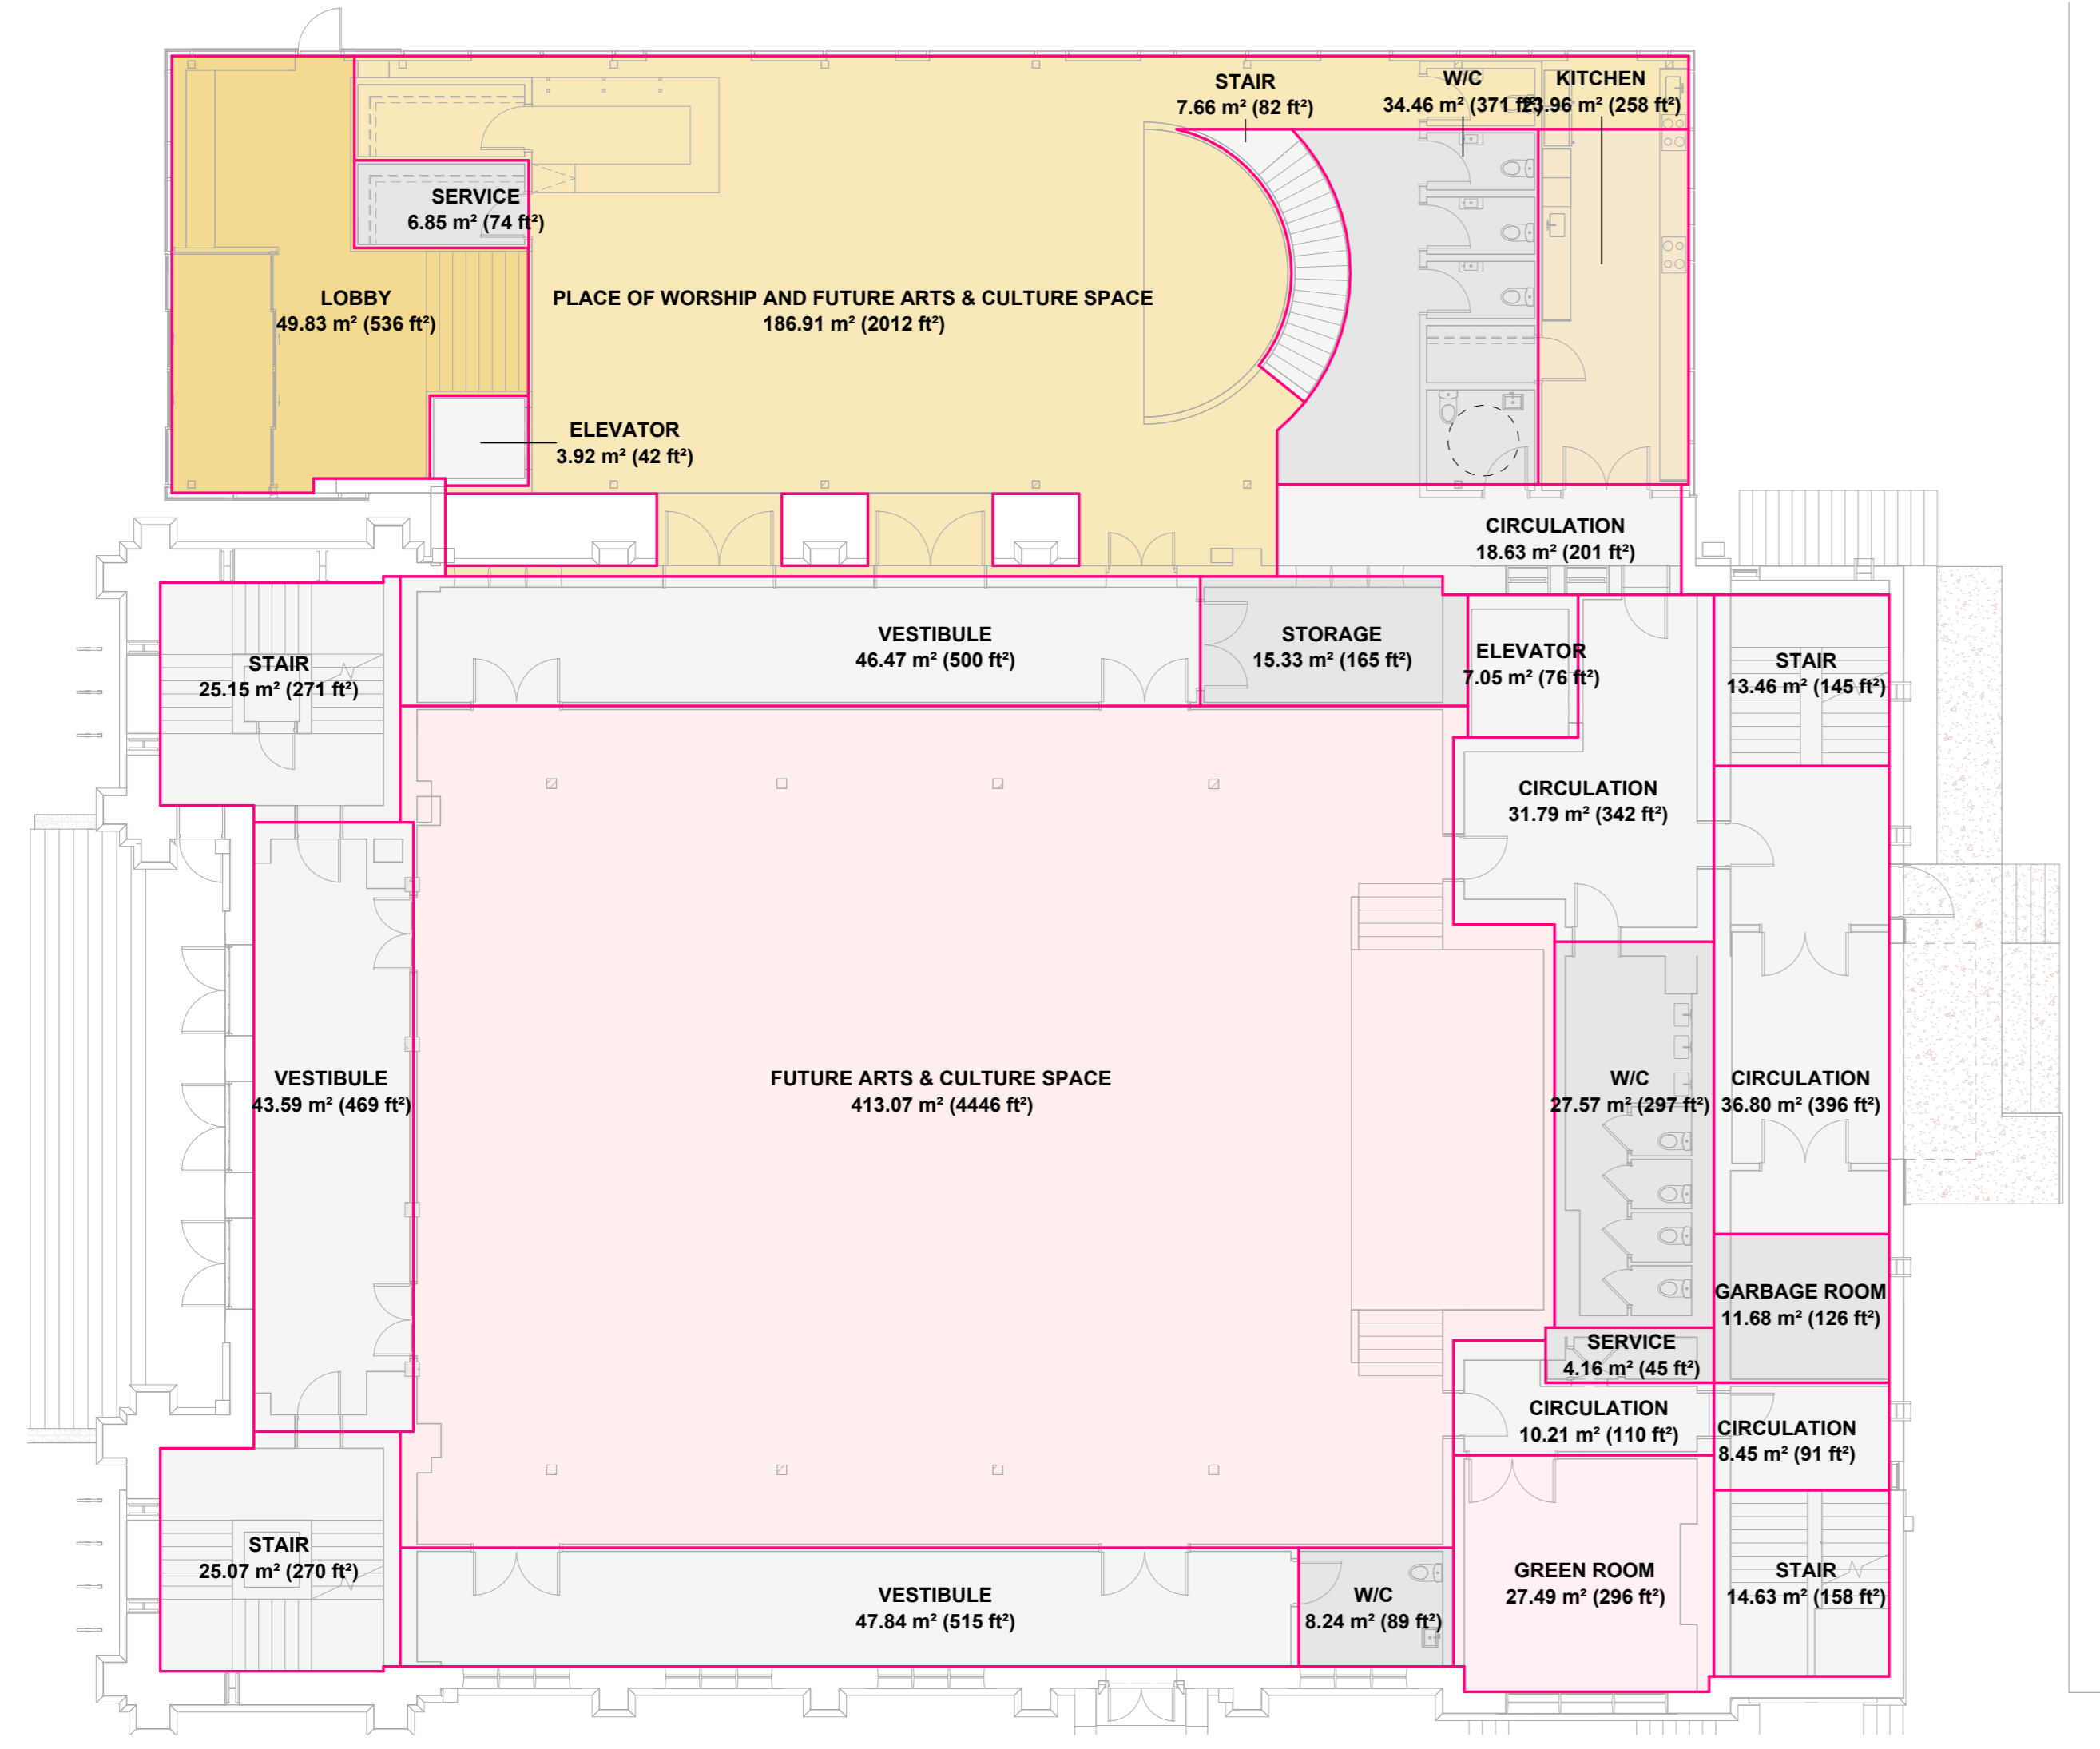 STAIR
7.66 m² (82 ft²)
W/C
34.46 m² (371 ft²)
KITCHEN
23.96 m² (258 ft²)
SERVICE
6.85 m² (74 ft²)
LOBBY
49.83 m² (536 ft²)
PLACE OF WORSHIP AND FUTURE ARTS & CULTURE SPACE
186.91 m² (2012 ft²)
ELEVATOR
3.92 m² (42 ft²)
CIRCULATION
18.63 m² (201 ft²)
STAIR
25.15 m² (271 ft²)
VESTIBULE
46.47 m² (500 ft²)
STORAGE
15.33 m² (165 ft²)
ELEVATOR
7.05 m² (76 ft²)
STAIR
13.46 m² (145 ft²)
CIRCULATION
31.79 m² (342 ft²)
VESTIBULE
43.59 m² (469 ft²)
FUTURE ARTS & CULTURE SPACE
413.07 m² (4446 ft²)
W/C
27.57 m² (297 ft²)
CIRCULATION
36.80 m² (396 ft²)
GARBAGE ROOM
11.68 m² (126 ft²)
SERVICE
4.16 m² (45 ft²)
CIRCULATION
10.21 m² (110 ft²)
CIRCULATION
8.45 m² (91 ft²)
STAIR
25.07 m² (270 ft²)
VESTIBULE
47.84 m² (515 ft²)
W/C
8.24 m² (89 ft²)
GREEN ROOM
27.49 m² (296 ft²)
STAIR
14.63 m² (158 ft²)